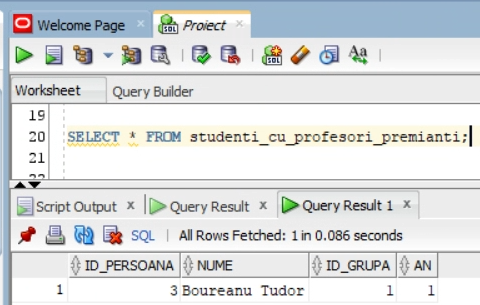 Welcome Page
Proiect
Worksheet
Query Builder
19
20 SELECT * FROM studenti_cu_profesori_premianti;
21
Script Output
Query Result
Query Result 1
SQL
All Rows Fetched: 1 in 0.086 seconds
ID_PERSOANA NUME ID_GRUPA AN
1 3 Boureanu Tudor 1 1